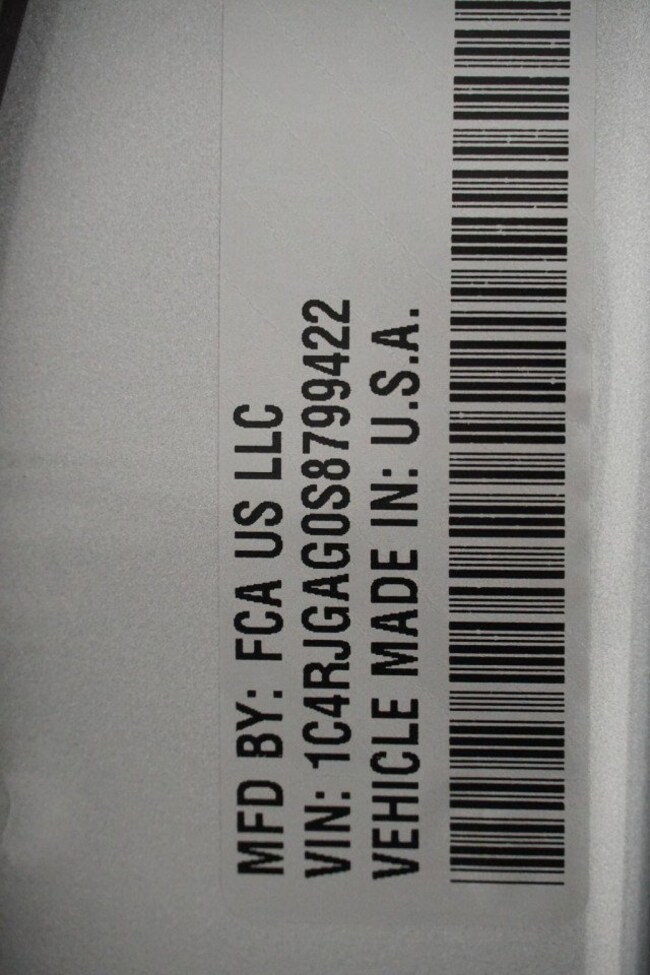 MFD BY: FCA US LLC
VIN: 1C4RJGAG0S8799422
VEHICLE MADE IN: U.S.A.